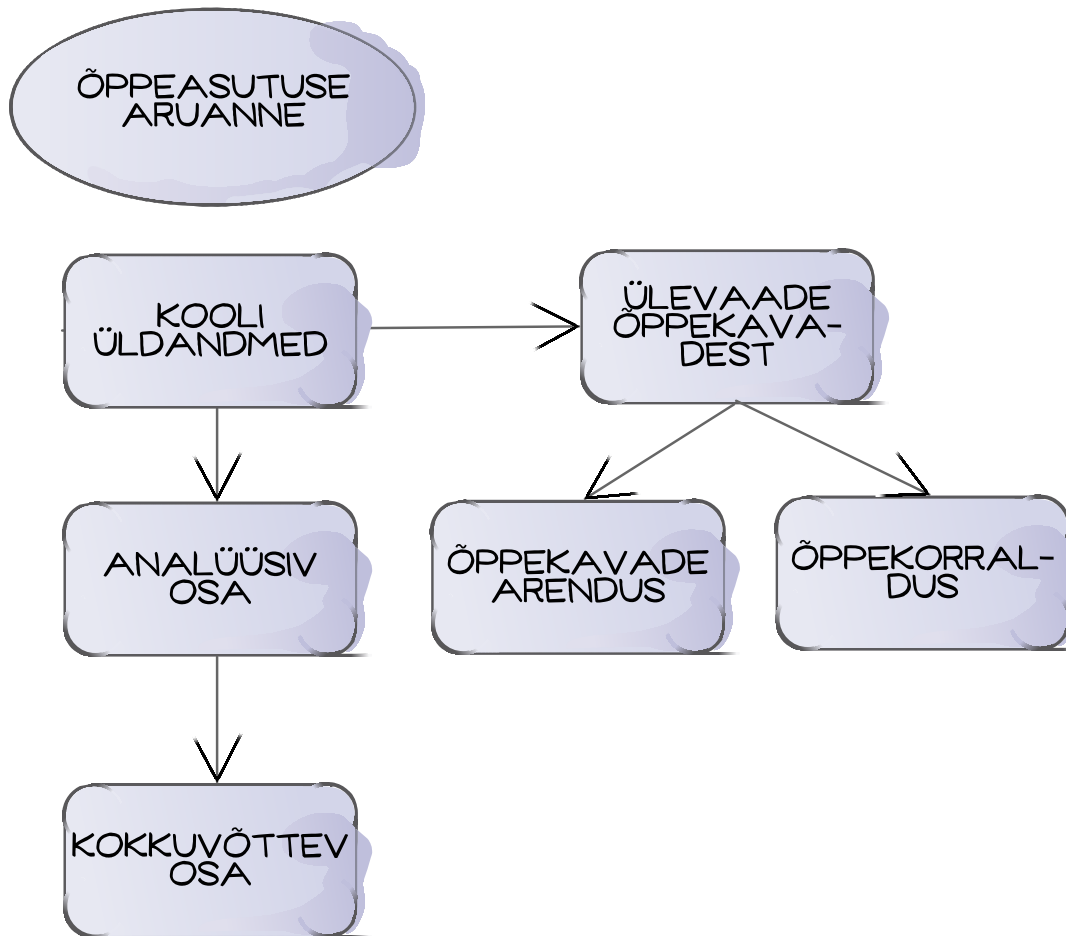 ÕPPEASUTUSE
ARUANNE
KOOLI
ÜLDANDMED
ÜLEVAADE
ÕPPEKAVA-
DEST
ANALÜÜSIV
OSA
ÕPPEKAVADE
ARENDUS
ÕPPEKORRAL-
DUS
KOKKUVÕTTEV
OSA